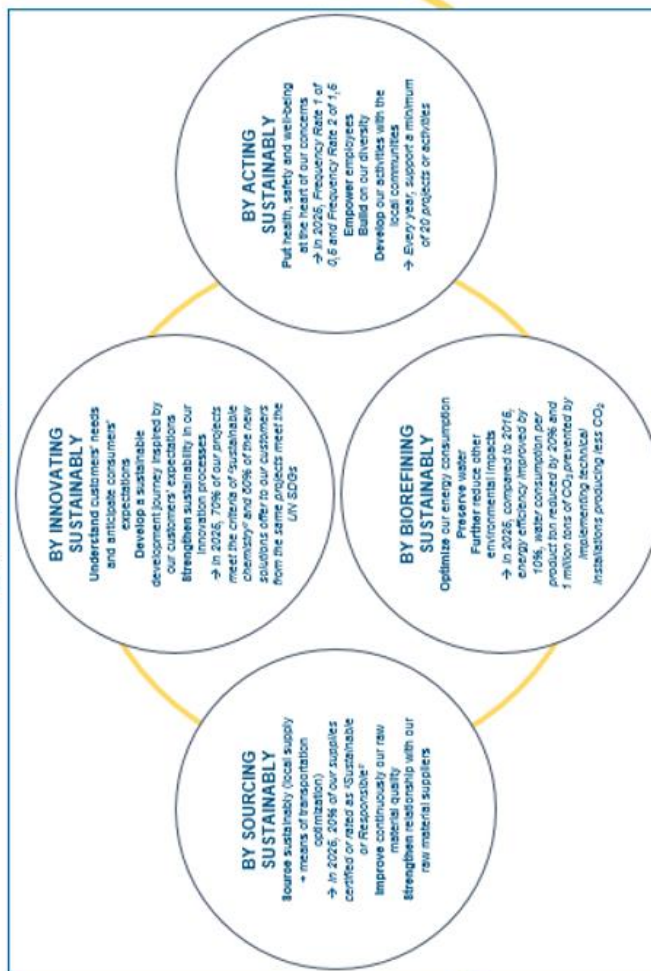 BY INNOVATING
SUSTAINABLY
Understand customers' needs
and anticipate consumers'
expectations
Develop a sustainable
development journey inspired by
our customers' expectations
Strengthen sustainability in our
innovation processes
→ In 2025, 70% of our projects
meet the criteria of "sustainable
chemistry" and 80% of the new
solutions offer to our customers
from the same projects meet the
UN SDGs
BY SOURCING
SUSTAINABLY
Source sustainably (local supply
+ means of transportation
optimization)
→ In 2025, 20% of our supplies
certified or rated as "Sustainable
or Responsible"
Improve continuously our raw
material quality
Strengthen relationship with our
raw material suppliers
BY ACTING
SUSTAINABLY
Put health, safety and well-being
at the heart of our concerns
→ In 2025, Frequency Rate 1 of
and Frequency Rate 2 of
Empower employees
Build on our diversity
Develop our activities with the
local communities
→ Every year, support a minimum
of 20 projects or activities
BY BIOREFINING
SUSTAINABLY
Optimize our energy consumption
Preserve water
Further reduce other
environmental impacts
→ In 2025, compared to 2015,
energy efficiency improved by
10%, water consumption per
product ton reduced by 20% and
1 million tons of CO₂ prevented by
implementing technical
installations producing less CO₂